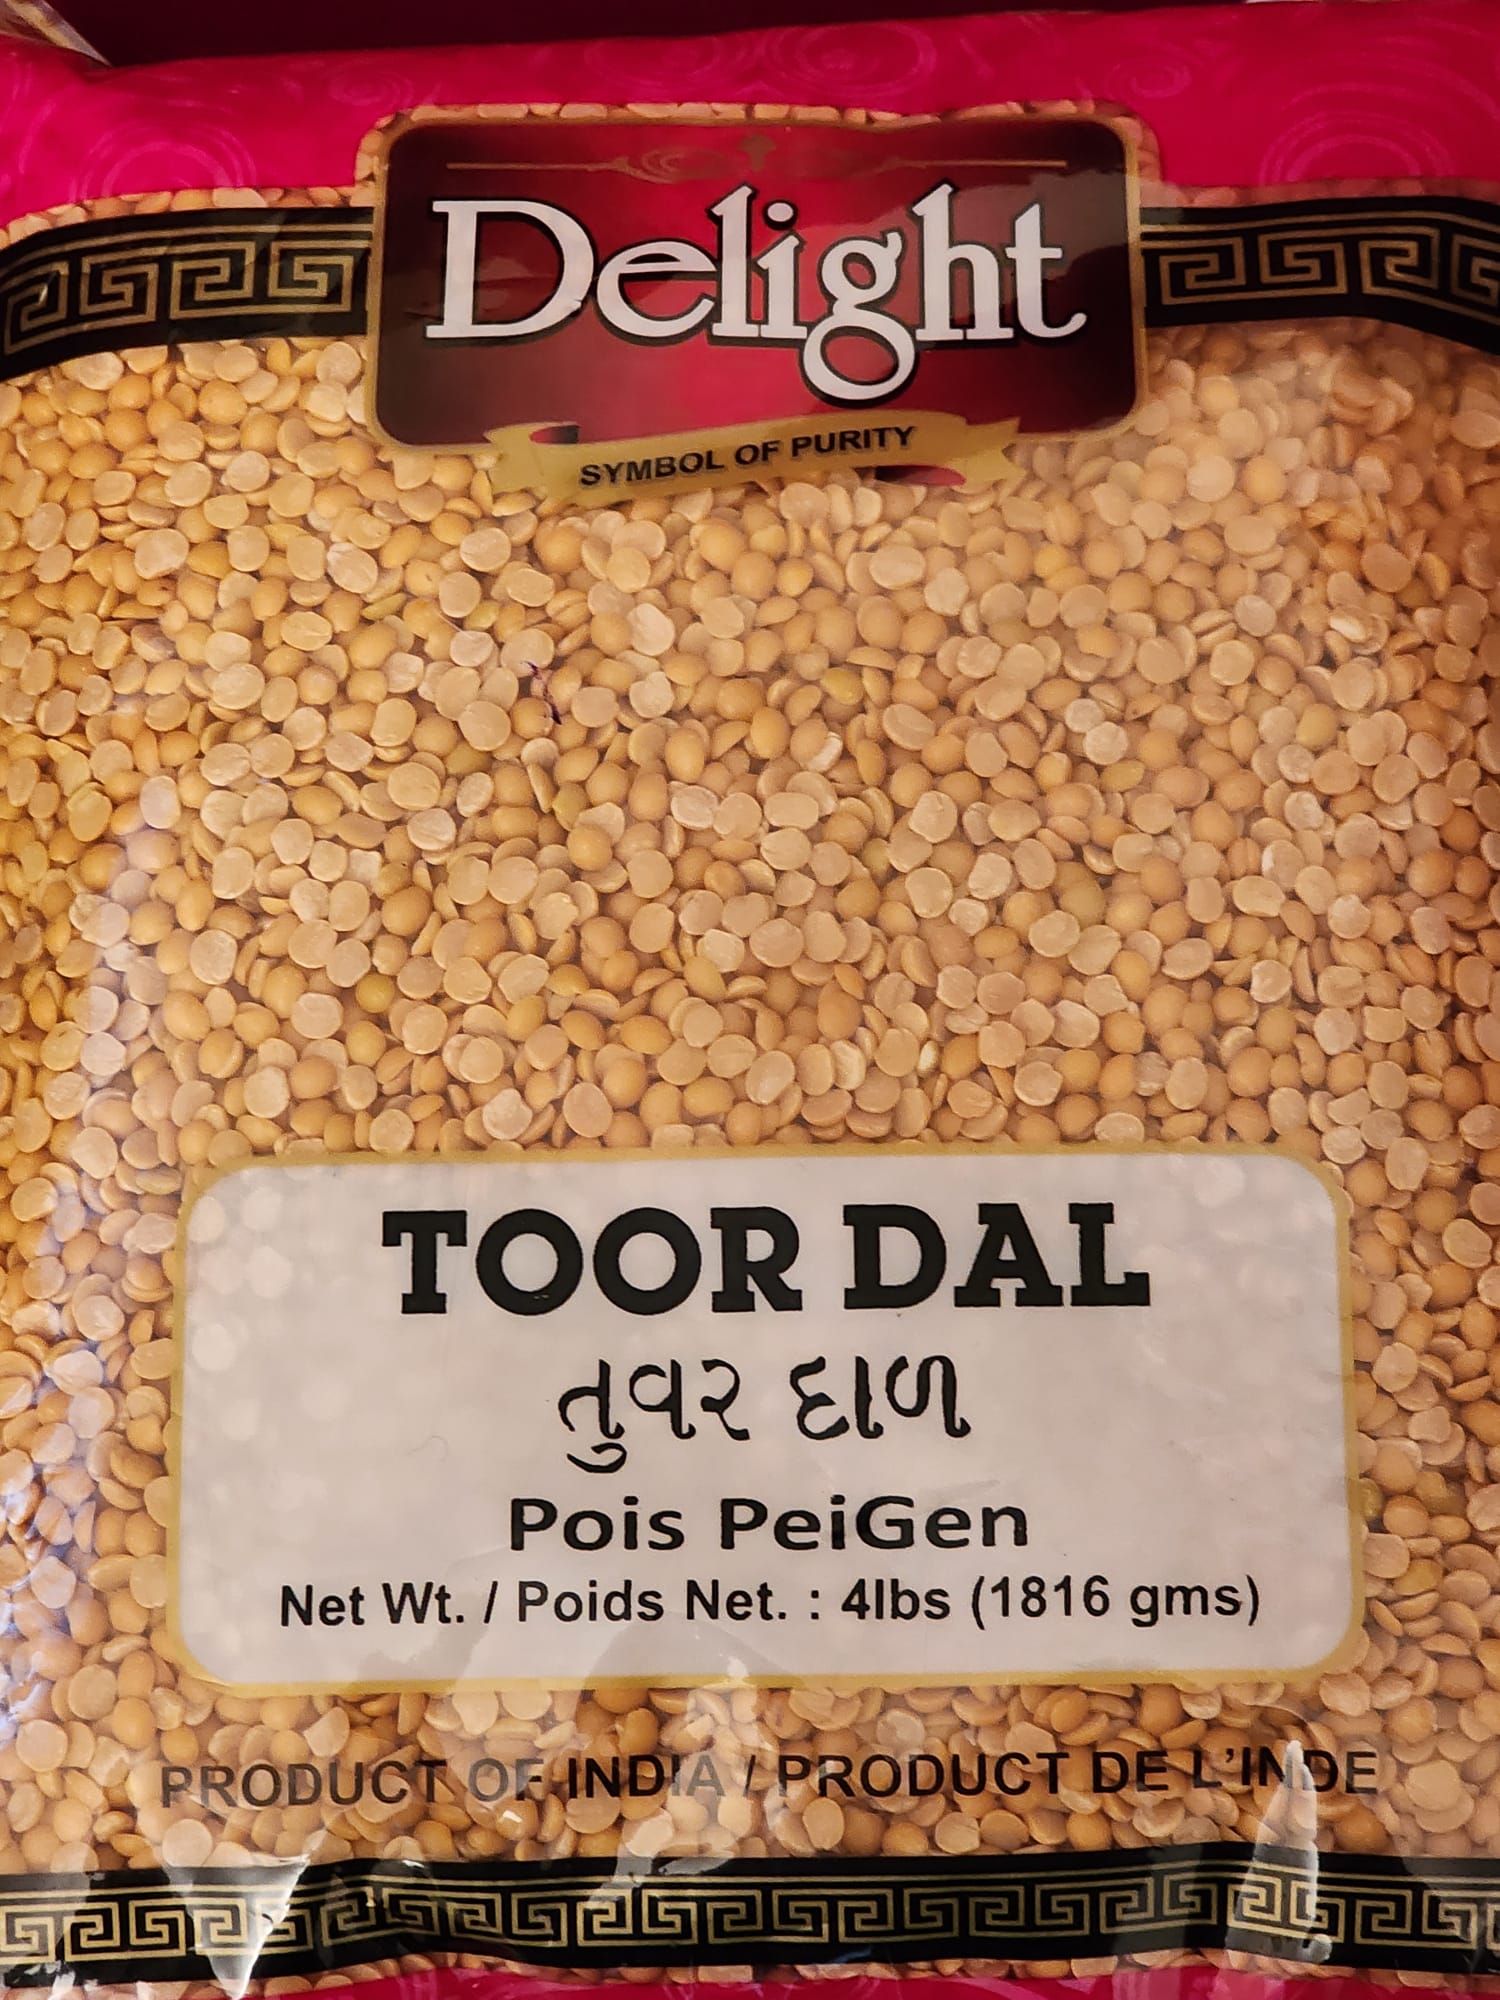 Delight
SYMBOL OF PURITY
TOOR DAL
તુવર દાળ
Pois PeiGen
Net Wt. / Poids Net. : 4lbs (1816 gms)
PRODUCT OF INDIA / PRODUCT DE L'INDE